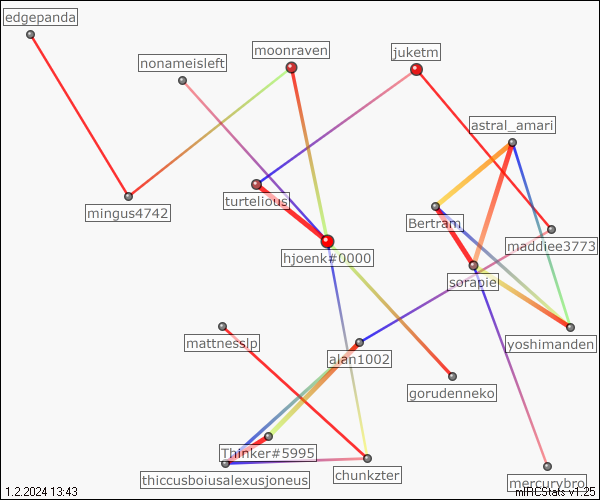 edgepanda
nonameisleft
moonraven
juketm
astral_amari
mingus4742
turtelious
Bertram
maddiee3773
hjoenk#0000
sorapie
mattnesslp
alan1002
yoshimanden
gorudenneko
Thinker#5995
thiccusboiusalexusjoneus
chunkzter
mercurybro
1.2.2024 13:43
mIRCStats v1.25